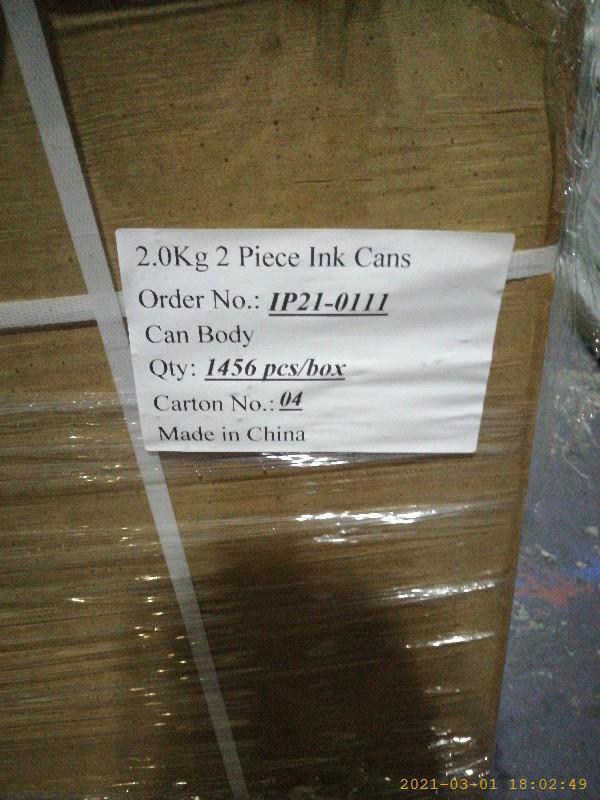 2.0Kg 2 Piece Ink Cans
Order No.: IP21-0111
Can Body
Qty: 1456 pcs/box
Carton No.: 04
Made in China
2021-03-01 18:02:49